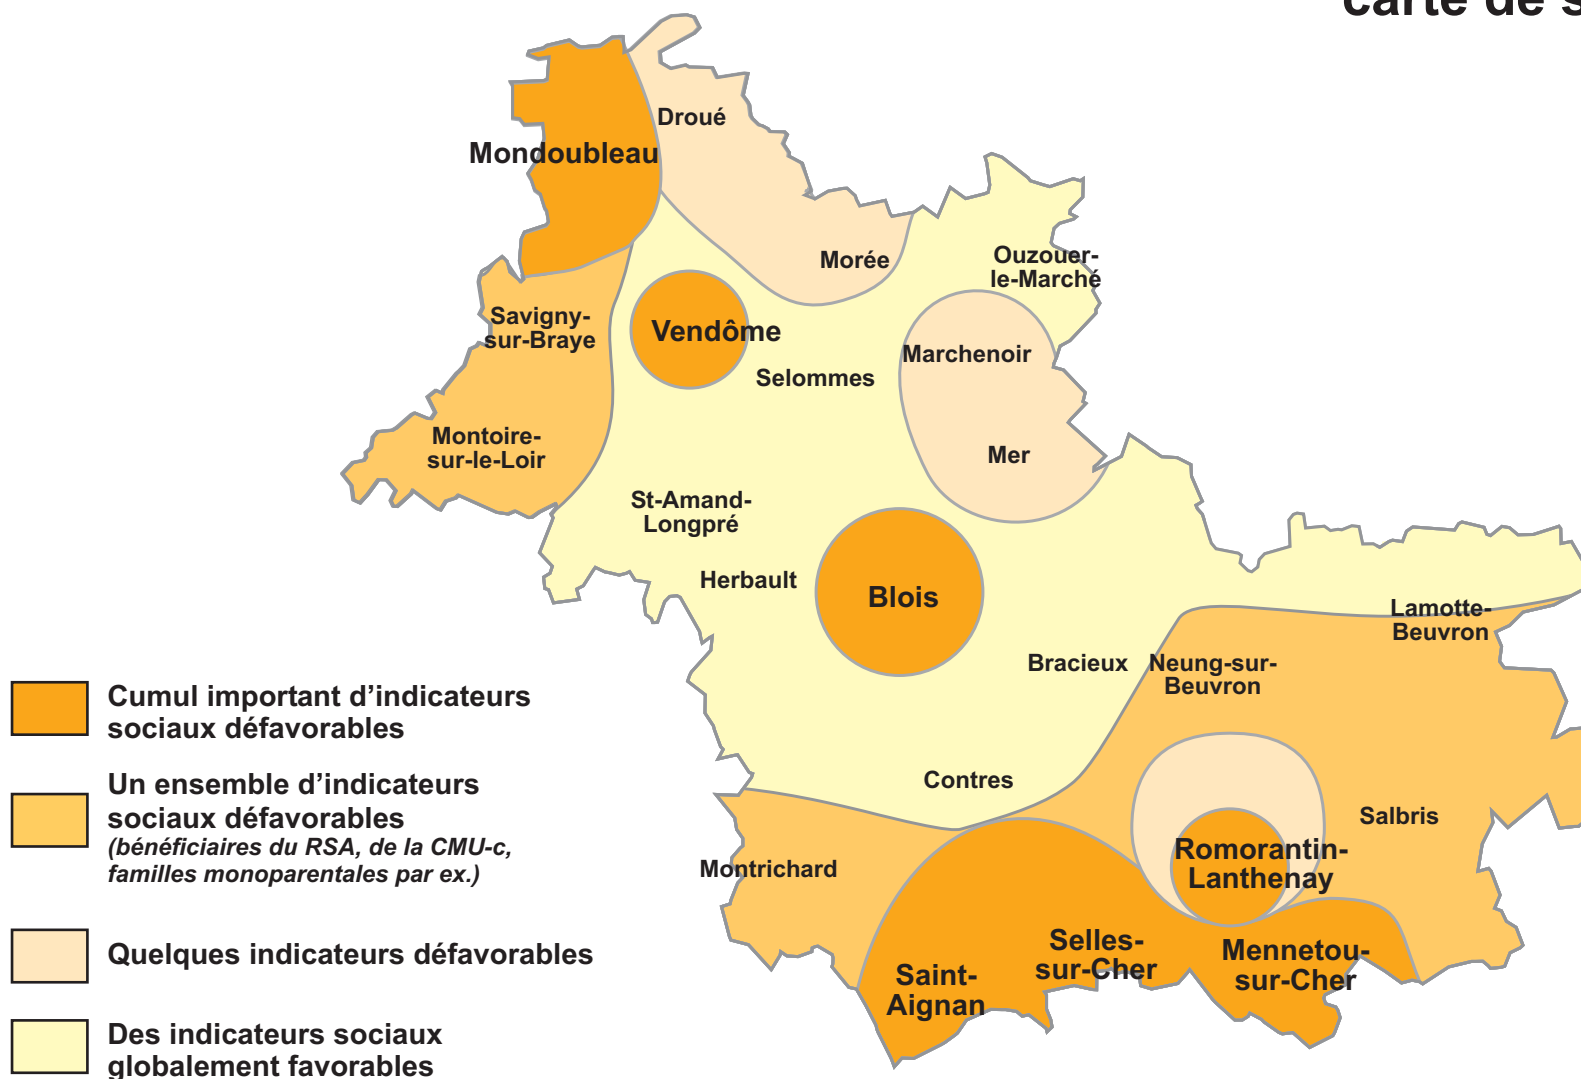 carte de s
Droué
Mondoubleau
Morée
Ouzouer-
le-Marché
Savigny-
sur-Braye
Vendôme
Marchenoir
Selommes
Montoire-
sur-le-Loir
Mer
St-Amand-
Longpré
Herbault
Blois
Lamotte-
Beuvron
Bracieux
Neung-sur-
Beuvron
Contres
Salbris
Montrichard
Romorantin-
Lanthenay
Selles-
sur-Cher
Mennetou-
sur-Cher
Saint-
Aignan
Cumul important d’indicateurs
sociaux défavorables
Un ensemble d’indicateurs
sociaux défavorables
(bénéficiaires du RSA, de la CMU-c,
familles monoparentales par ex.)
Quelques indicateurs défavorables
Des indicateurs sociaux
globalement favorables